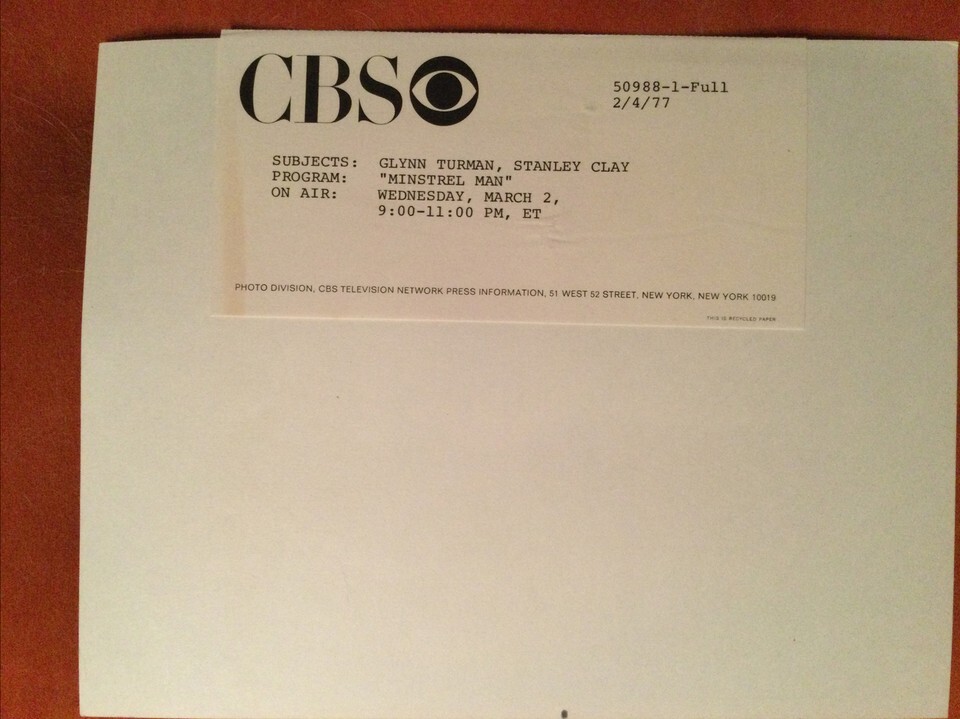 CBS
50988-1-Full
2/4/77
SUBJECTS: GLYNN TURMAN, STANLEY CLAY
PROGRAM: "MINSTREL MAN"
ON AIR: WEDNESDAY, MARCH 2,
9:00-11:00 PM, ET
PHOTO DIVISION, CBS TELEVISION NETWORK PRESS INFORMATION, 51 WEST 52 STREET, NEW YORK, NEW YORK 10019
THIS IS RECYCLED PAPER